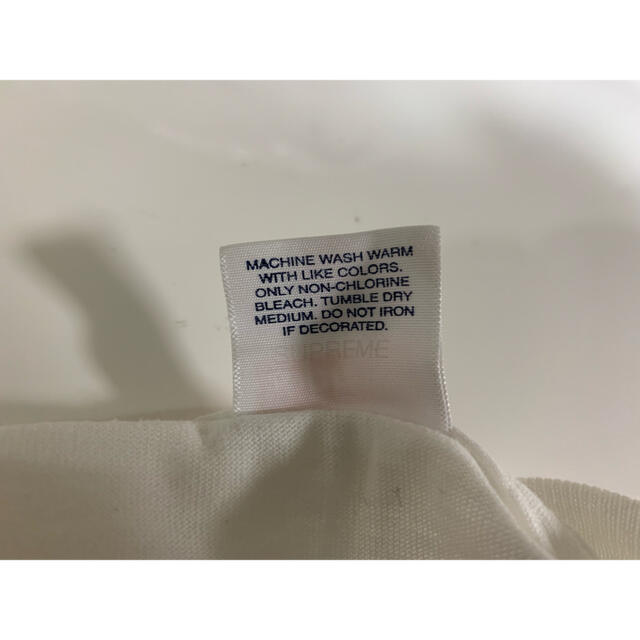 MACHINE WASH WARM
WITH LIKE COLORS.
ONLY NON-CHLORINE
BLEACH. TUMBLE DRY
MEDIUM. DO NOT IRON
IF DECORATED.
SUPREME